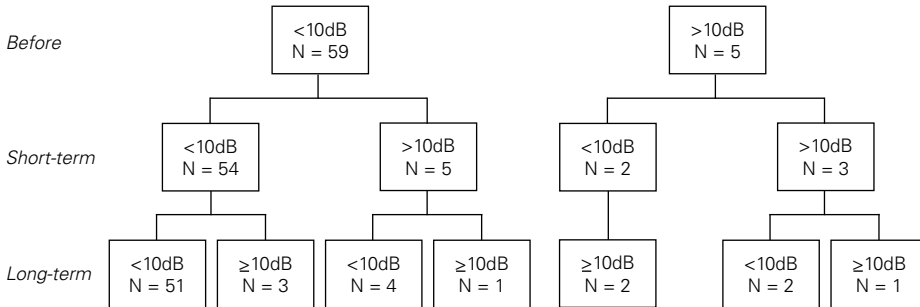 Before
<10dB
N = 59
>10dB
N = 5
Short-term
<10dB
N = 54
>10dB
N = 5
<10dB
N = 2
>10dB
N = 3
Long-term
<10dB
N = 51
≥10dB
N = 3
<10dB
N = 4
≥10dB
N = 1
≥10dB
N = 2
<10dB
N = 2
≥10dB
N = 1